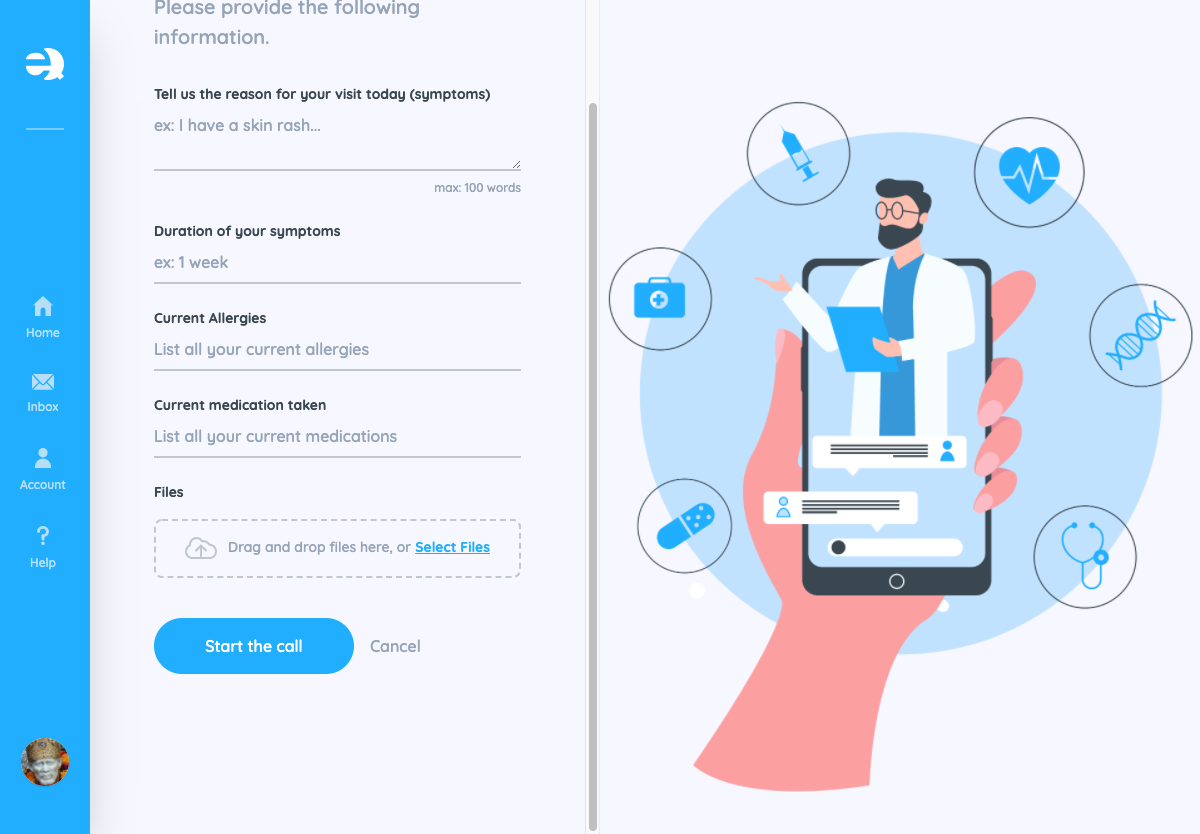 Please provide the following
information.
Tell us the reason for your visit today (symptoms)
ex: I have a skin rash...
max: 100 words
Duration of your symptoms
ex: 1 week
Current Allergies
List all your current allergies
Current medication taken
List all your current medications
Files
Drag and drop files here, or Select Files
Start the call
Cancel
Home
Inbox
Account
Help